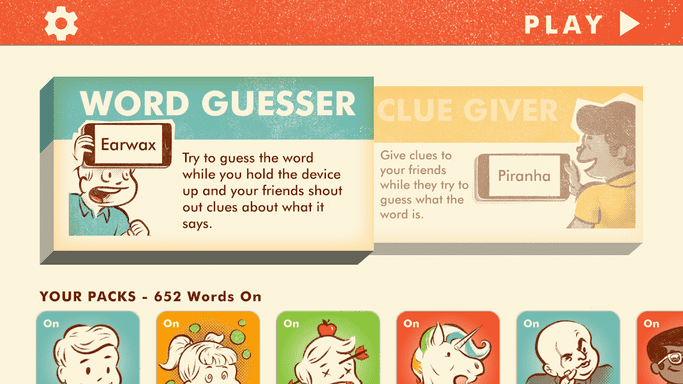 PLAY
WORD GUESSER
Earwax
Try to guess the word
while you hold the device
up and your friends shout
out clues about what it
says.
CLUE GIVER
Give clues to
your friends
while they try to
guess what the
word is.
Piranha
YOUR PACKS - 652 Words On
On
On
On
On
On
On